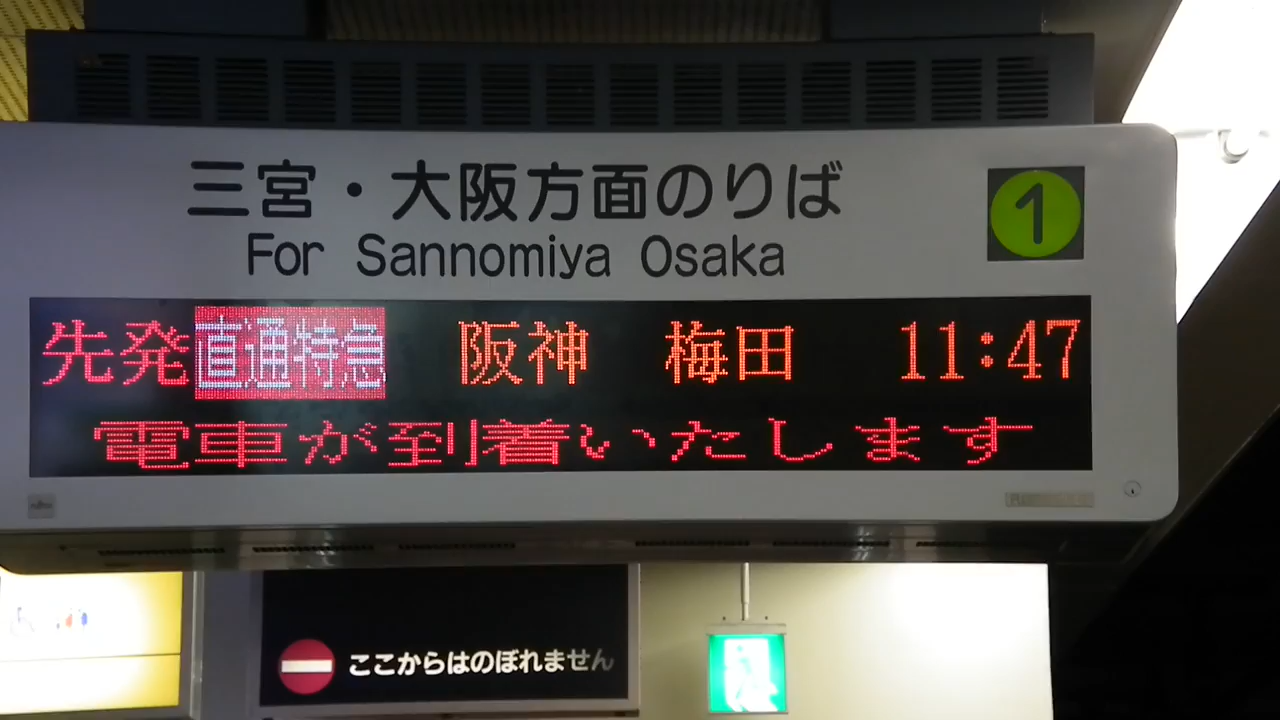 三宮・大阪方面のりば
1
For Sannomiya Osaka
先発 直通特急 阪神 梅田 11:47
電車が到着いたします
ここからはのぼれません